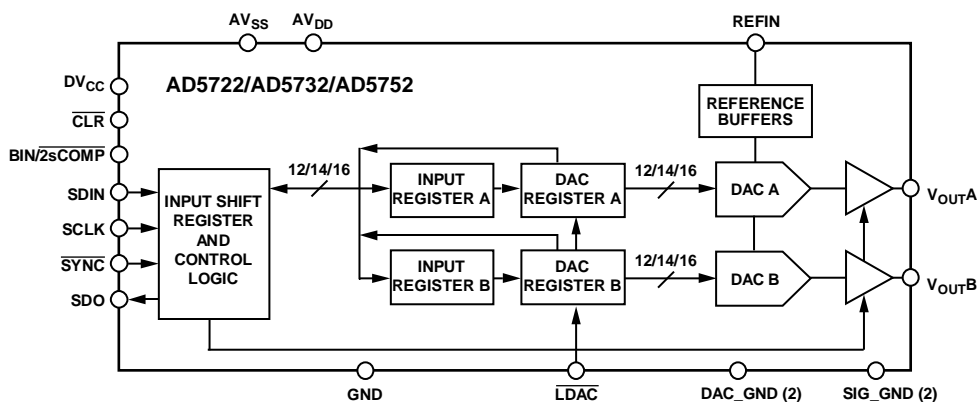 AVSS
AVDD
REFIN
AD5722/AD5732/AD5752
DVCC
CLR
BIN/2sCOMP
SDIN
SCLK
SYNC
SDO
INPUT SHIFT
REGISTER
AND
CONTROL
LOGIC
REFERENCE
BUFFERS
12/14/16
INPUT
REGISTER A
DAC
REGISTER A
12/14/16
DAC A
VOUTA
INPUT
REGISTER B
DAC
REGISTER B
12/14/16
DAC B
VOUTB
GND
LDAC
DAC_GND (2)
SIG_GND (2)